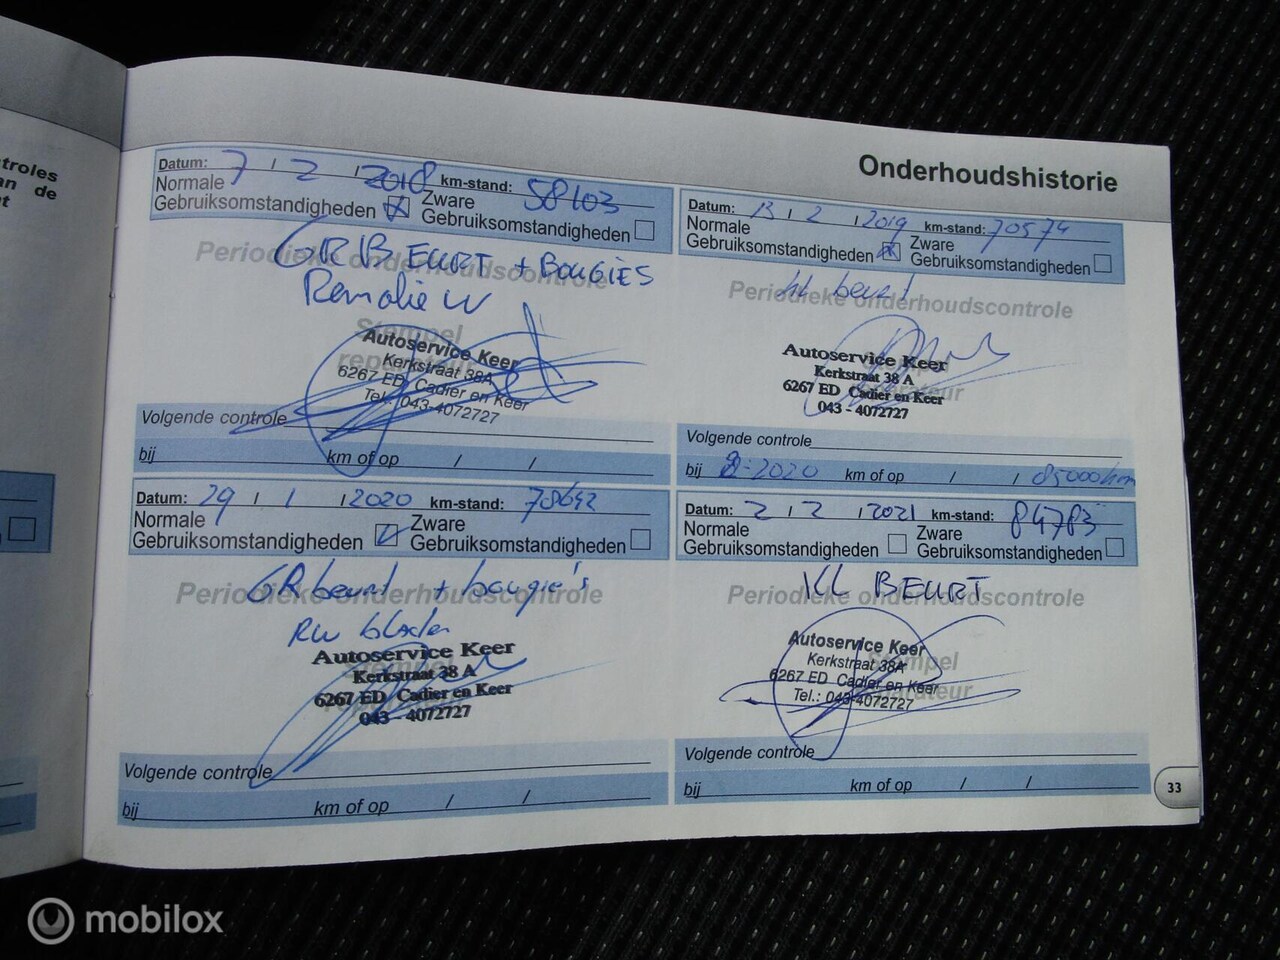 troles
an de
t
Onderhoudshistorie
Datum: 7 / 2 / 2018 km-stand: 58103
Normale Gebruiksomstandigheden Zware Gebruiksomstandigheden
Periodieke onderhoudscontrole
GR BEURT + BOUGIES
Remolie W
Stempel reparateur
Autoservice Keer
Kerkstraat 38A
6267 ED Cadier en Keer
Tel.: 043-4072727
Volgende controle
bij km of op / /
Datum: 13 / 2 / 2019 km-stand: 70574
Normale Gebruiksomstandigheden Zware Gebruiksomstandigheden
Periodieke onderhoudscontrole
kl beurt
Autoservice Keer
Kerkstraat 38 A
6267 ED Cadier en Keer
043 - 4072727
Volgende controle
bij 2-2020 km of op / / 85000km
Datum: 29 / 1 / 2020 km-stand: 78642
Normale Gebruiksomstandigheden Zware Gebruiksomstandigheden
Periodieke onderhoudscontrole
GR beurt + bougie's
RW bladen
Stempel
Autoservice Keer
Kerkstraat 38 A
6267 ED Cadier en Keer
043 - 4072727
Volgende controle
bij km of op / /
Datum: 2 / 2 / 2021 km-stand: 84783
Normale Gebruiksomstandigheden Zware Gebruiksomstandigheden
Periodieke onderhoudscontrole
KL BEURT
Stempel reparateur
Autoservice Keer
Kerkstraat 38A
6267 ED Cadier en Keer
Tel.: 043-4072727
Volgende controle
bij km of op / /
33
mobilox